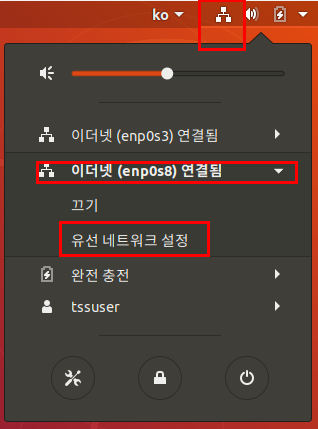 ko
이더넷 (enp0s3) 연결됨
이더넷 (enp0s8) 연결됨
끄기
유선 네트워크 설정
완전 충전
tssuser